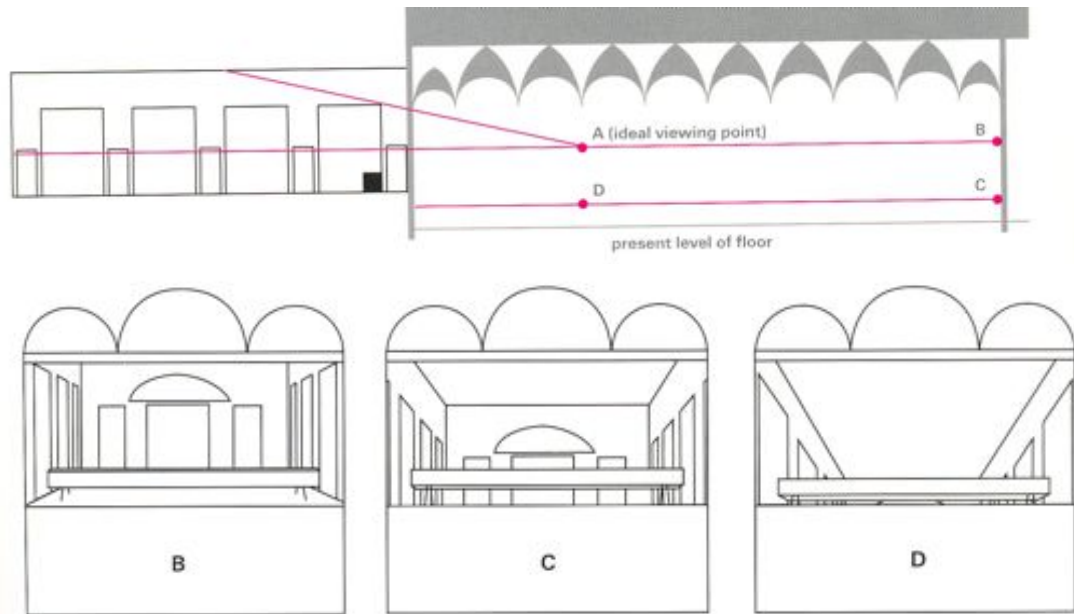 A (ideal viewing point)
B
D
C
present level of floor
B
C
D